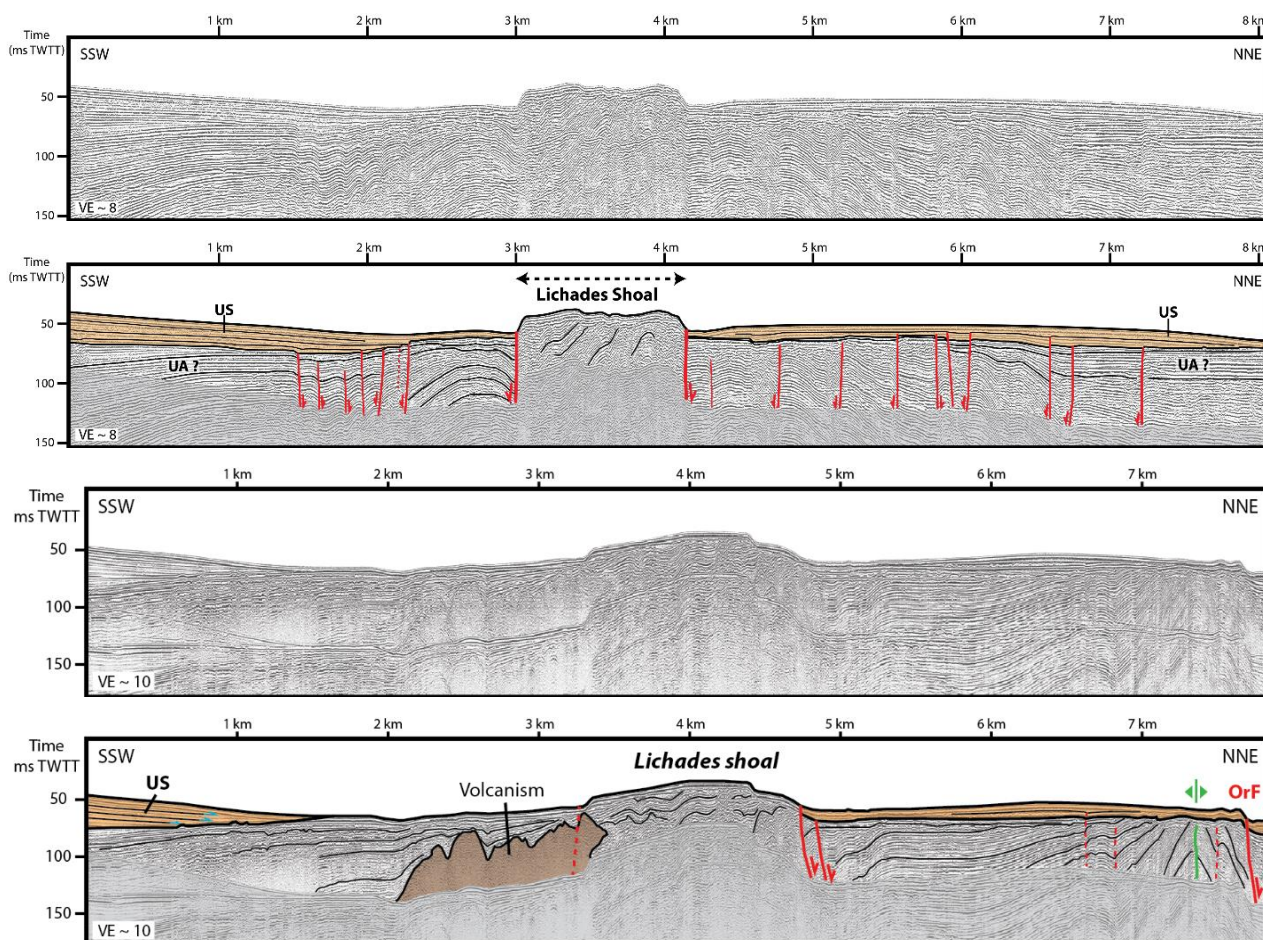 1 km 2 km 3 km 4 km 5 km 6 km 7 km 8 km
Time
(ms TWTT)
SSW NNE
50
100
150
VE ~ 8
1 km 2 km 3 km 4 km 5 km 6 km 7 km 8 km
Time
(ms TWTT)
SSW NNE
Lichades Shoal
US US
50
UA ? UA ?
100
150
VE ~ 8
1 km 2 km 3 km 4 km 5 km 6 km 7 km
Time
ms TWTT
SSW NNE
50
100
150
VE ~ 10
1 km 2 km 3 km 4 km 5 km 6 km 7 km
Time
ms TWTT
SSW Lichades shoal NNE
US Volcanism OrF
50
100
150
VE ~ 10